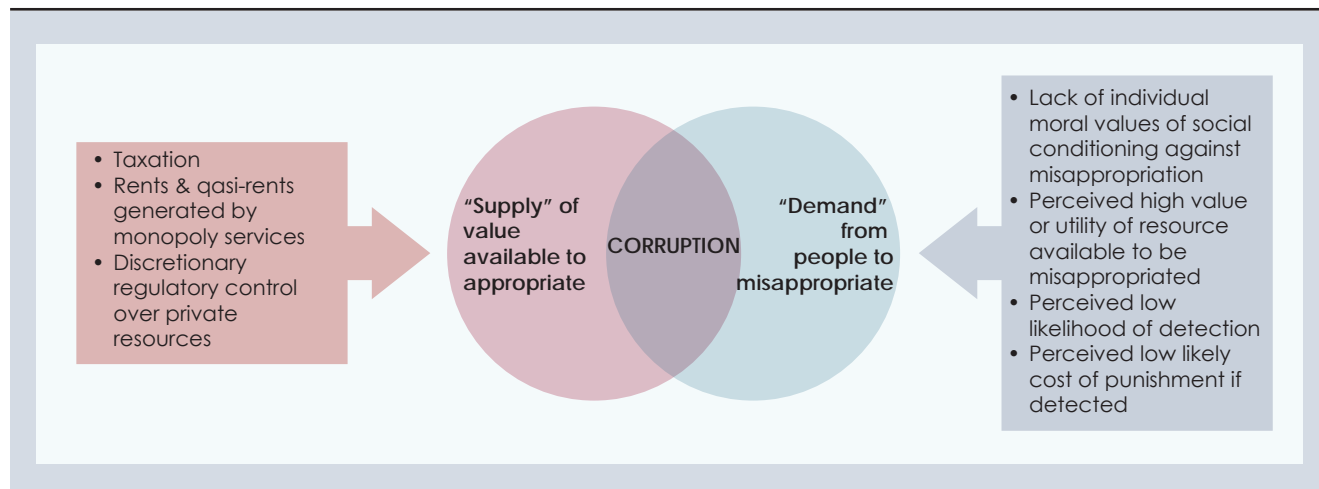 • Taxation
• Rents & qasi-rents
generated by
monopoly services
• Discretionary
regulatory control
over private
resources
“Supply” of
value
available to
appropriate
CORRUPTION
“Demand”
from
people to
misappropriate
• Lack of individual
moral values of social
conditioning against
misappropriation
• Perceived high value
or utility of resource
available to be
misappropriated
• Perceived low
likelihood of detection
• Perceived low likely
cost of punishment if
detected